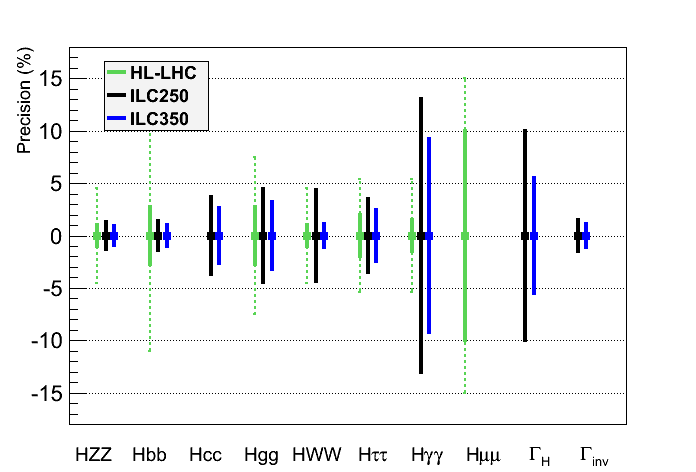 Precision (%)
HL-LHC
ILC250
ILC350
15
10
5
0
-5
-10
-15
HZZ Hbb Hcc Hgg HWW Hττ Hγγ Hμμ Γ_H Γ_inv